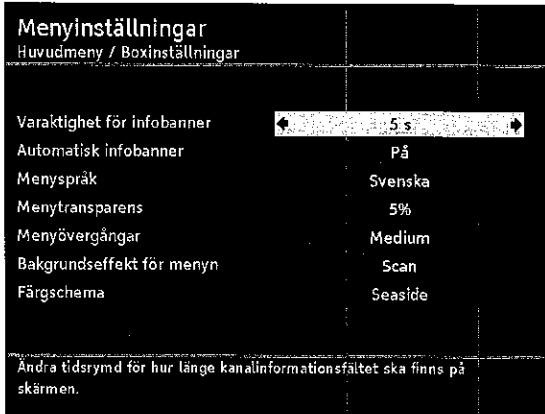 Menyinställningar
Huvudmeny / Boxinställningar
Varaktighet för infobanner 5 s
Automatisk infobanner På
Menyspråk Svenska
Menytransparens 5%
Menyövergångar Medium
Bakgrundseffekt för menyn Scan
Färgschema Seaside
Ändra tidsrymd för hur länge kanalinformationsfältet ska finns på
skärmen.